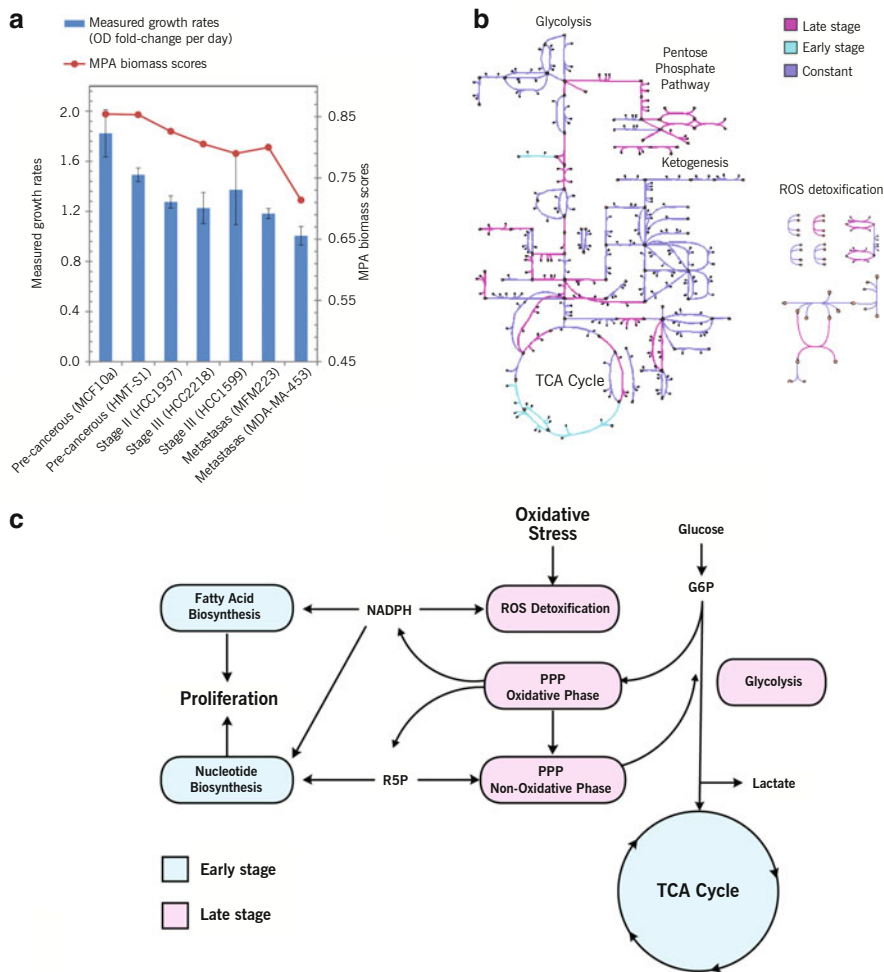 a
Measured growth rates
(OD fold-change per day)
MPA biomass scores
2.0
1.6
1.2
0.8
0.4
0.0
Measured growth rates
0.85
0.75
0.65
0.55
0.45
MPA biomass scores
Pre-cancerous (MCF10a)
Pre-cancerous (HMT-S1)
Stage II (HCC1937)
Stage III (HCC2218)
Stage III (HCC1599)
Metastasas (MFM223)
Metastasas (MDA-MA-453)
b
Glycolysis
Pentose
Phosphate
Pathway
Ketogenesis
TCA Cycle
Late stage
Early stage
Constant
ROS detoxification
c
Oxidative
Stress
Glucose
G6P
Fatty Acid
Biosynthesis
NADPH
ROS Detoxification
PPP
Oxidative Phase
Glycolysis
Proliferation
Nucleotide
Biosynthesis
R5P
PPP
Non-Oxidative Phase
Lactate
TCA Cycle
Early stage
Late stage